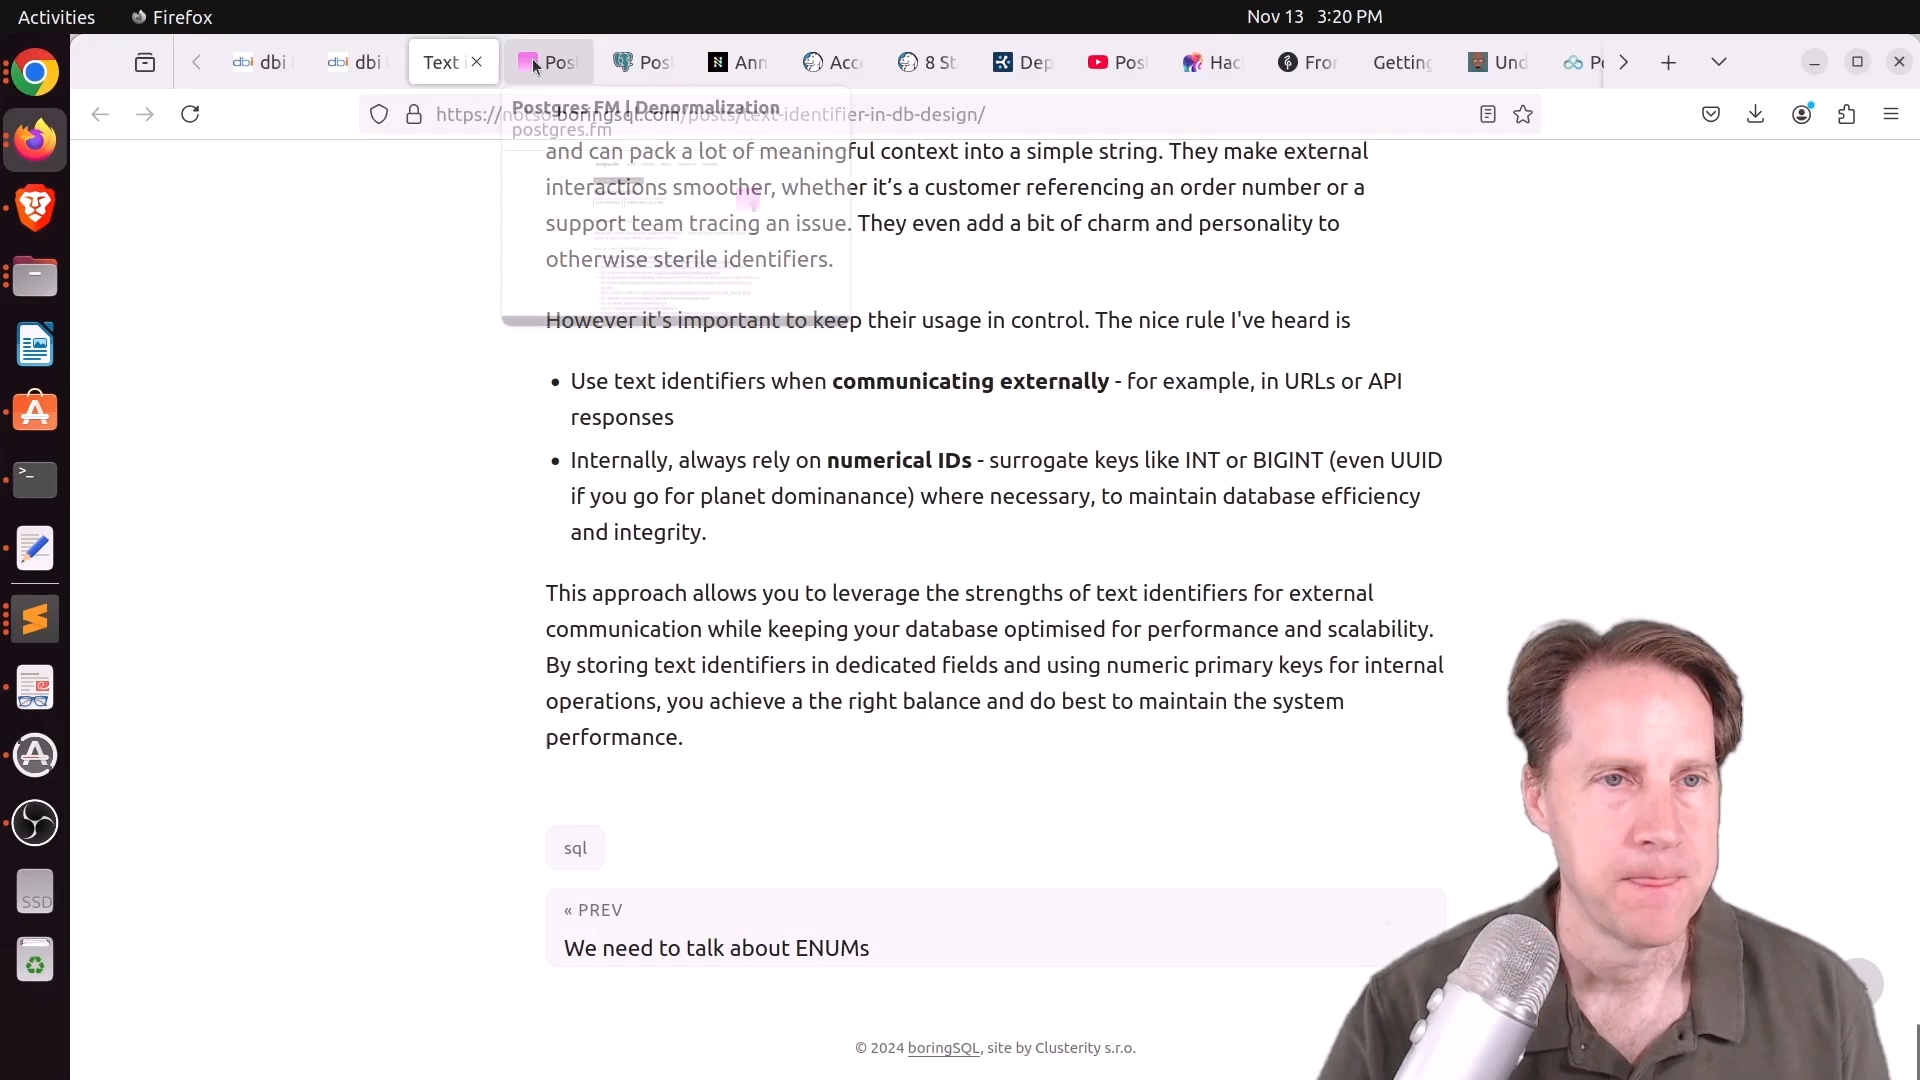 Activities
Firefox
Nov 13 3:20 PM
dbi
dbi
Text i
Post
Pos
Ann
Acc
8 St
Dep
Pos
Hac
Fror
Getting
Und
Po
https://notso.boringsql.com/posts/text-identifier-in-db-design/
Postgres FM | Denormalization
postgres.fm
and can pack a lot of meaningful context into a simple string. They make external
interactions smoother, whether it’s a customer referencing an order number or a
support team tracing an issue. They even add a bit of charm and personality to
otherwise sterile identifiers.
However it's important to keep their usage in control. The nice rule I've heard is
• Use text identifiers when communicating externally - for example, in URLs or API
responses
• Internally, always rely on numerical IDs - surrogate keys like INT or BIGINT (even UUID
if you go for planet dominanance) where necessary, to maintain database efficiency
and integrity.
This approach allows you to leverage the strengths of text identifiers for external
communication while keeping your database optimised for performance and scalability.
By storing text identifiers in dedicated fields and using numeric primary keys for internal
operations, you achieve a the right balance and do best to maintain the system
performance.
sql
« PREV
We need to talk about ENUMs
© 2024 boringSQL, site by Clusterity s.r.o.
SSD